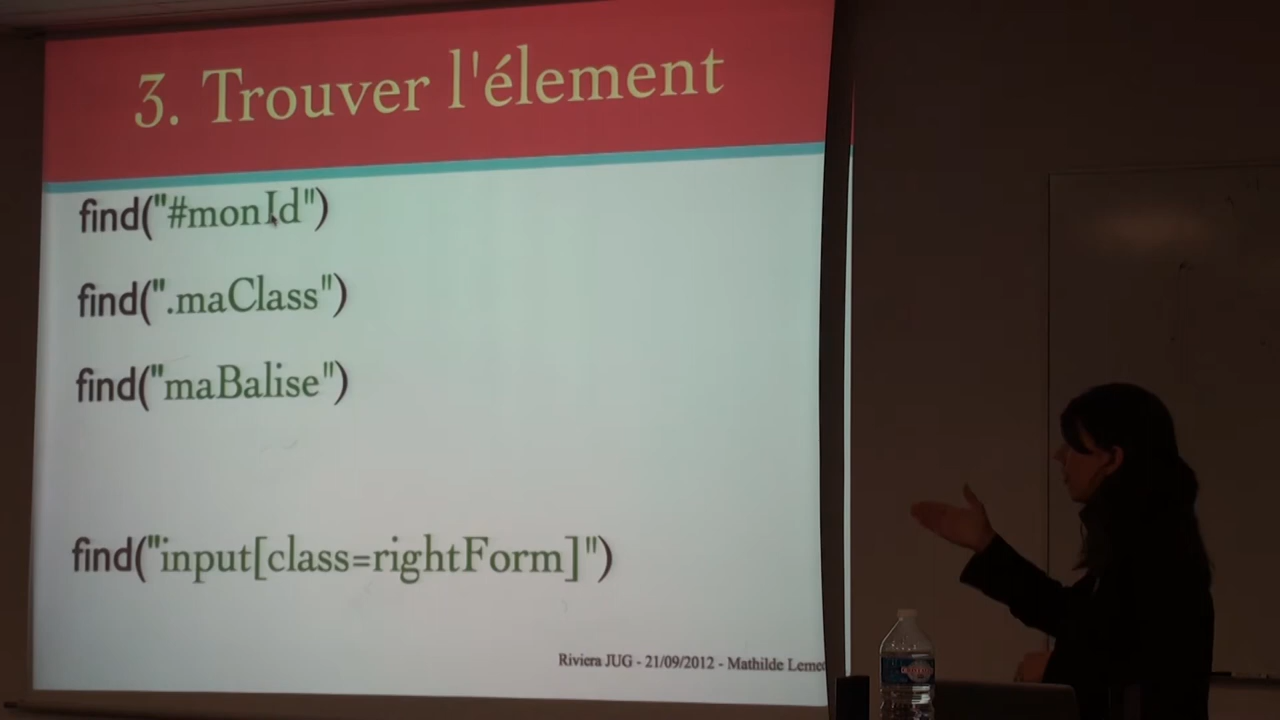 3. Trouver l'élement
find("#monId")
find(".maClass")
find("maBalise")
find("input[class=rightForm]")
Riviera JUG - 21/09/2012 - Mathilde